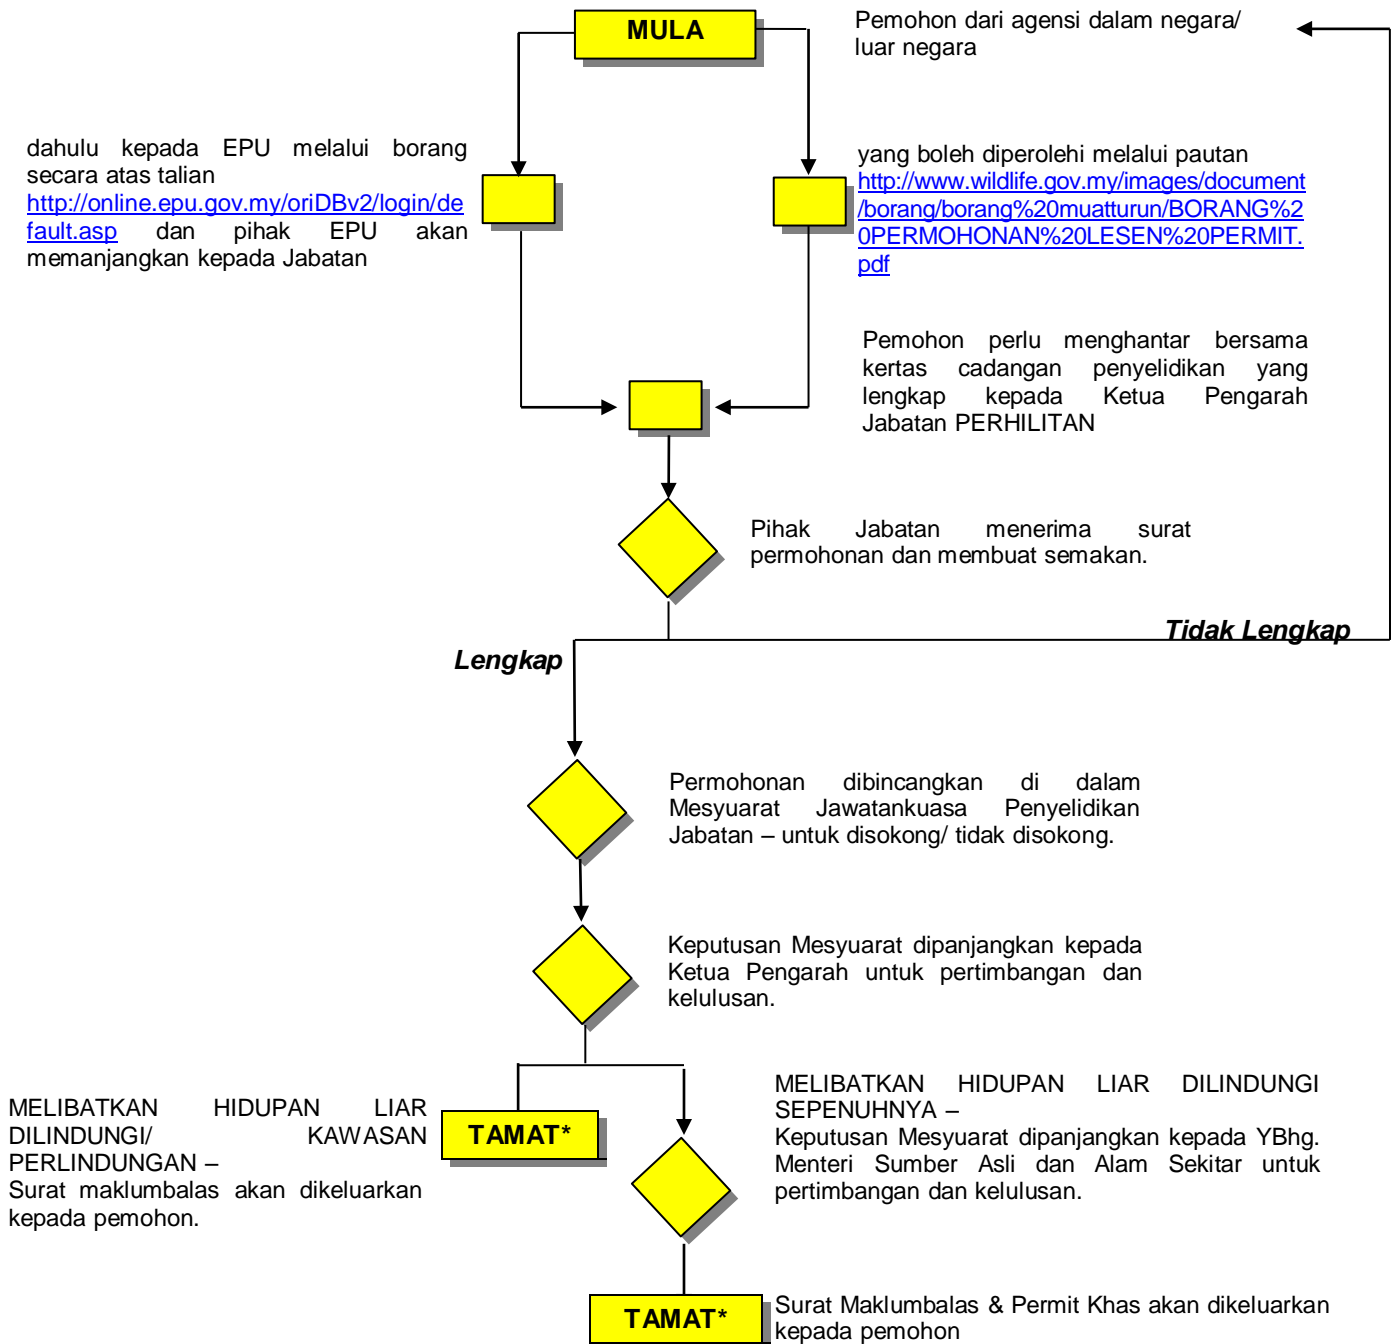 MULA
Pemohon dari agensi dalam negara/
luar negara
dahulu kepada EPU melalui borang
secara atas talian
http://online.epu.gov.my/oriDBv2/login/de
fault.asp dan pihak EPU akan
memanjangkan kepada Jabatan
yang boleh diperolehi melalui pautan
http://www.wildlife.gov.my/images/document
/borang/borang%20muatturun/BORANG%2
0PERMOHONAN%20LESEN%20PERMIT.
pdf
Pemohon perlu menghantar bersama
kertas cadangan penyelidikan yang
lengkap kepada Ketua Pengarah
Jabatan PERHILITAN
Pihak Jabatan menerima surat
permohonan dan membuat semakan.
Tidak Lengkap
Lengkap
Permohonan dibincangkan di dalam
Mesyuarat Jawatankuasa Penyelidikan
Jabatan – untuk disokong/ tidak disokong.
Keputusan Mesyuarat dipanjangkan kepada
Ketua Pengarah untuk pertimbangan dan
kelulusan.
MELIBATKAN HIDUPAN LIAR
DILINDUNGI/ KAWASAN
PERLINDUNGAN –
Surat maklumbalas akan dikeluarkan
kepada pemohon.
TAMAT*
MELIBATKAN HIDUPAN LIAR DILINDUNGI
SEPENUHNYA –
Keputusan Mesyuarat dipanjangkan kepada YBhg.
Menteri Sumber Asli dan Alam Sekitar untuk
pertimbangan dan kelulusan.
TAMAT*
Surat Maklumbalas & Permit Khas akan dikeluarkan
kepada pemohon